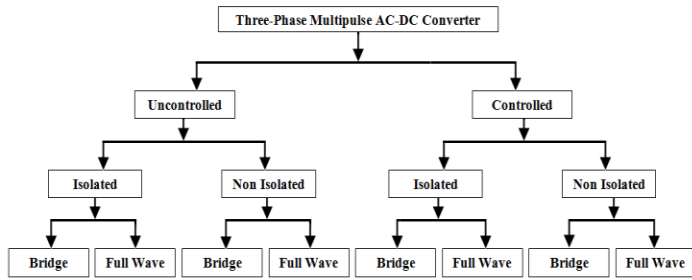 Three-Phase Multipulse AC-DC Converter
Uncontrolled
Controlled
Isolated
Non Isolated
Isolated
Non Isolated
Bridge
Full Wave
Bridge
Full Wave
Bridge
Full Wave
Bridge
Full Wave